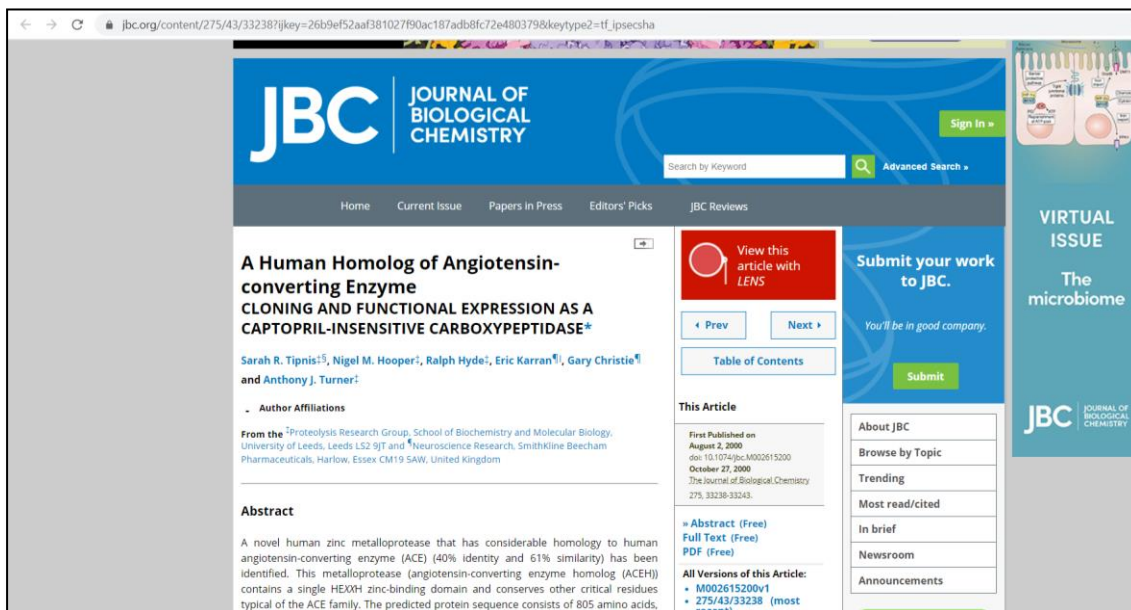 jbc.org/content/275/43/33238?ijkey=26b9ef52aaf381027f90ac187adb8fc72e480379&keytype2=tf_ipsecsha
JBC
JOURNAL OF
BIOLOGICAL
CHEMISTRY
Sign In »
Search by Keyword
Advanced Search »
Home Current Issue Papers in Press Editors' Picks JBC Reviews
A Human Homolog of Angiotensin-
converting Enzyme
CLONING AND FUNCTIONAL EXPRESSION AS A
CAPTOPRIL-INSENSITIVE CARBOXYPEPTIDASE*
Sarah R. Tipnis‡§, Nigel M. Hooper‡, Ralph Hyde‡, Eric Karran¶‖, Gary Christie¶
and Anthony J. Turner‡
- Author Affiliations
From the ‡Proteolysis Research Group, School of Biochemistry and Molecular Biology,
University of Leeds, Leeds LS2 9JT and ¶Neuroscience Research, SmithKline Beecham
Pharmaceuticals, Harlow, Essex CM19 5AW, United Kingdom
Abstract
A novel human zinc metalloprotease that has considerable homology to human
angiotensin-converting enzyme (ACE) (40% identity and 61% similarity) has been
identified. This metalloprotease (angiotensin-converting enzyme homolog (ACEH))
contains a single HEXXH zinc-binding domain and conserves other critical residues
typical of the ACE family. The predicted protein sequence consists of 805 amino acids,
View this
article with
LENS
Prev Next
Table of Contents
This Article
First Published on
August 2, 2000
doi: 10.1074/jbc.M002615200
October 27, 2000
The Journal of Biological Chemistry
275, 33238-33243.
» Abstract (Free)
Full Text (Free)
PDF (Free)
All Versions of this Article:
• M002615200v1
• 275/43/33238 (most
recent)
Submit your work
to JBC.
You'll be in good company.
Submit
About JBC
Browse by Topic
Trending
Most read/cited
In brief
Newsroom
Announcements
VIRTUAL
ISSUE
The
microbiome
JBC
JOURNAL OF
BIOLOGICAL
CHEMISTRY